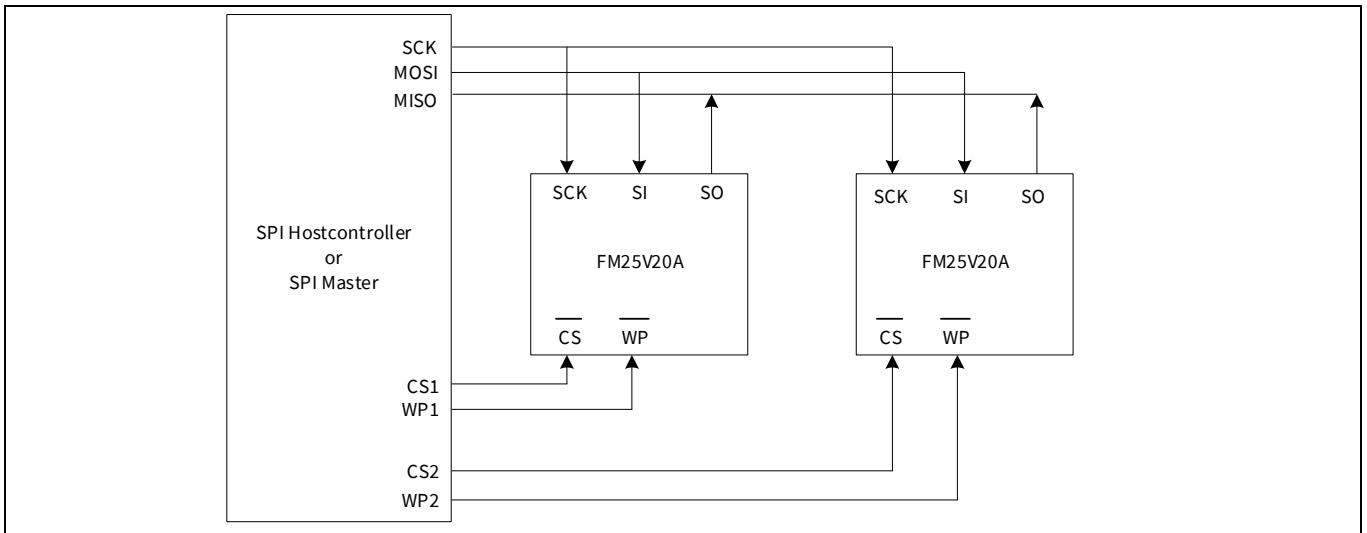 SCK
MOSI
MISO
SCK SI SO
SCK SI SO
SPI Hostcontroller
or
SPI Master
FM25V20A
FM25V20A
CS WP
CS WP
CS1
WP1
CS2
WP2